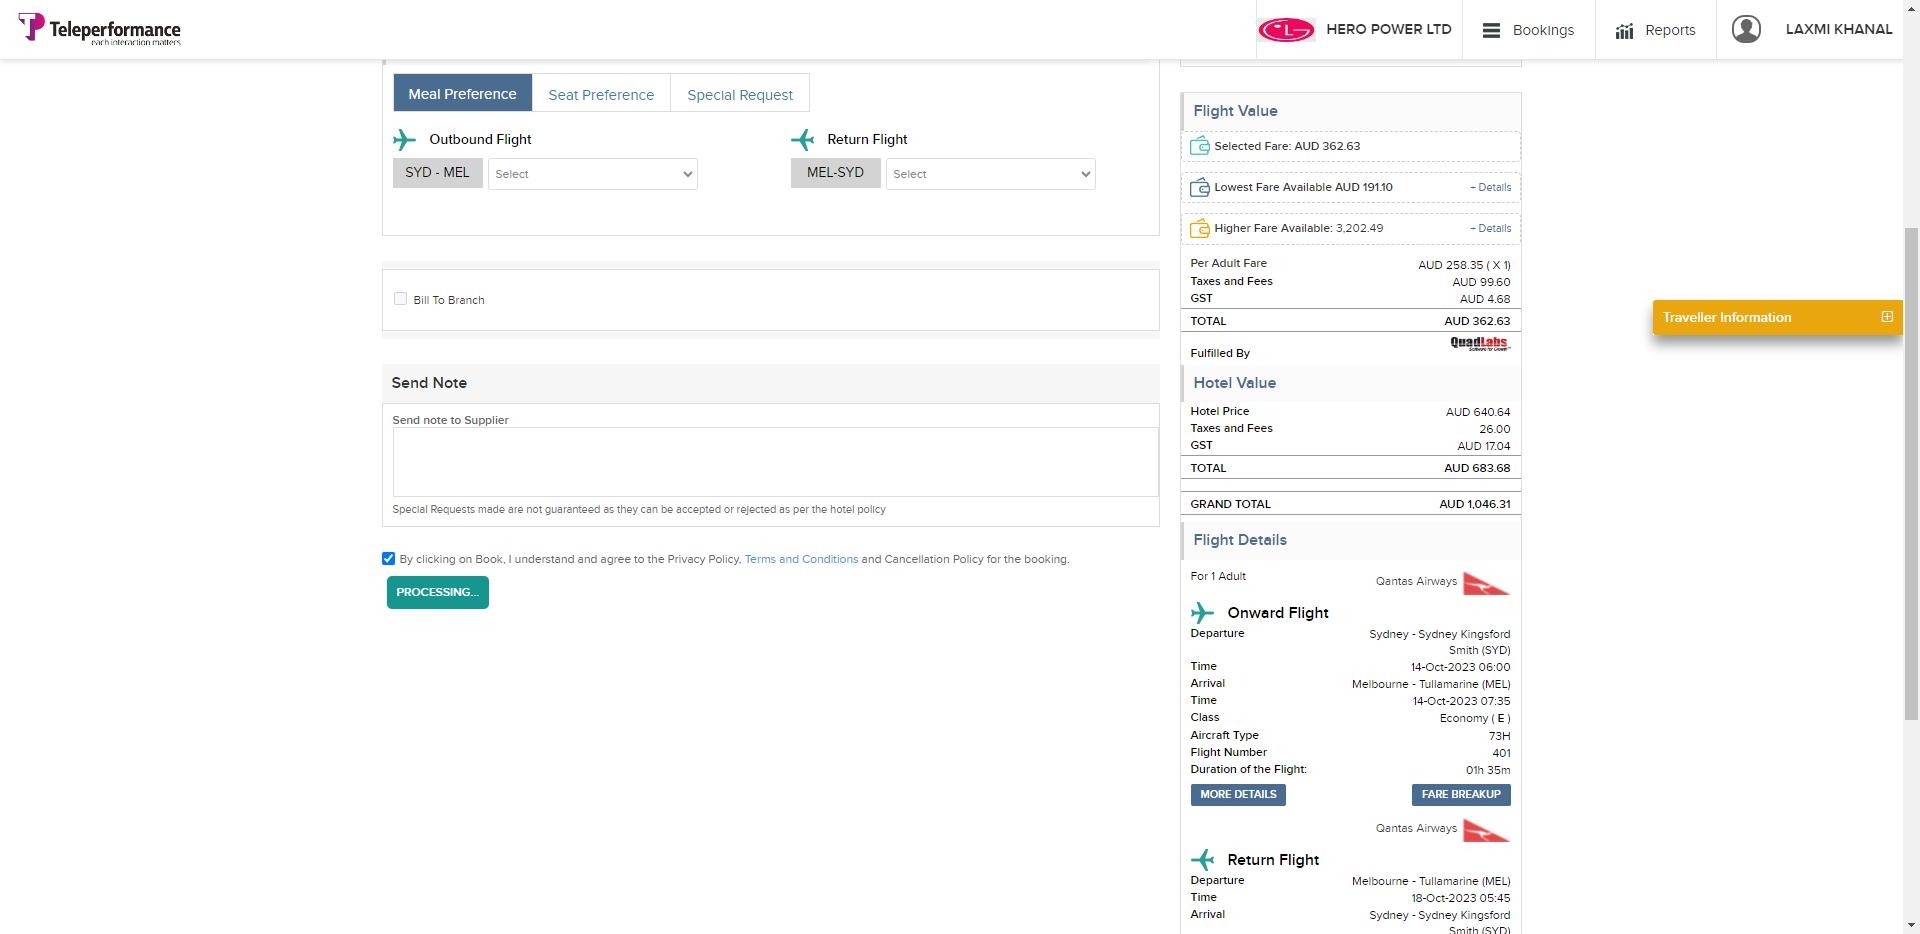 Teleperformance
each interaction matters
HERO POWER LTD
Bookings
Reports
LAXMI KHANAL
Meal Preference
Seat Preference
Special Request
Outbound Flight
SYD - MEL
Select
Return Flight
MEL-SYD
Select
Bill To Branch
Send Note
Send note to Supplier
Special Requests made are not guaranteed as they can be accepted or rejected as per the hotel policy
By clicking on Book, I understand and agree to the Privacy Policy, Terms and Conditions and Cancellation Policy for the booking.
PROCESSING...
Flight Value
Selected Fare: AUD 362.63
Lowest Fare Available AUD 191.10 + Details
Higher Fare Available: 3,202.49 + Details
Per Adult Fare AUD 258.35 ( X 1)
Taxes and Fees AUD 99.60
GST AUD 4.68
TOTAL AUD 362.63
Fulfilled By QuadLabs
Software for Growth
Hotel Value
Hotel Price AUD 640.64
Taxes and Fees 26.00
GST AUD 17.04
TOTAL AUD 683.68
GRAND TOTAL AUD 1,046.31
Flight Details
For 1 Adult Qantas Airways
Onward Flight
Departure Sydney - Sydney Kingsford
Smith (SYD)
Time 14-Oct-2023 06:00
Arrival Melbourne - Tullamarine (MEL)
Time 14-Oct-2023 07:35
Class Economy ( E )
Aircraft Type 73H
Flight Number 401
Duration of the Flight: 01h 35m
MORE DETAILS FARE BREAKUP
Qantas Airways
Return Flight
Departure Melbourne - Tullamarine (MEL)
Time 18-Oct-2023 05:45
Arrival Sydney - Sydney Kingsford
Smith (SYD)
Traveller Information